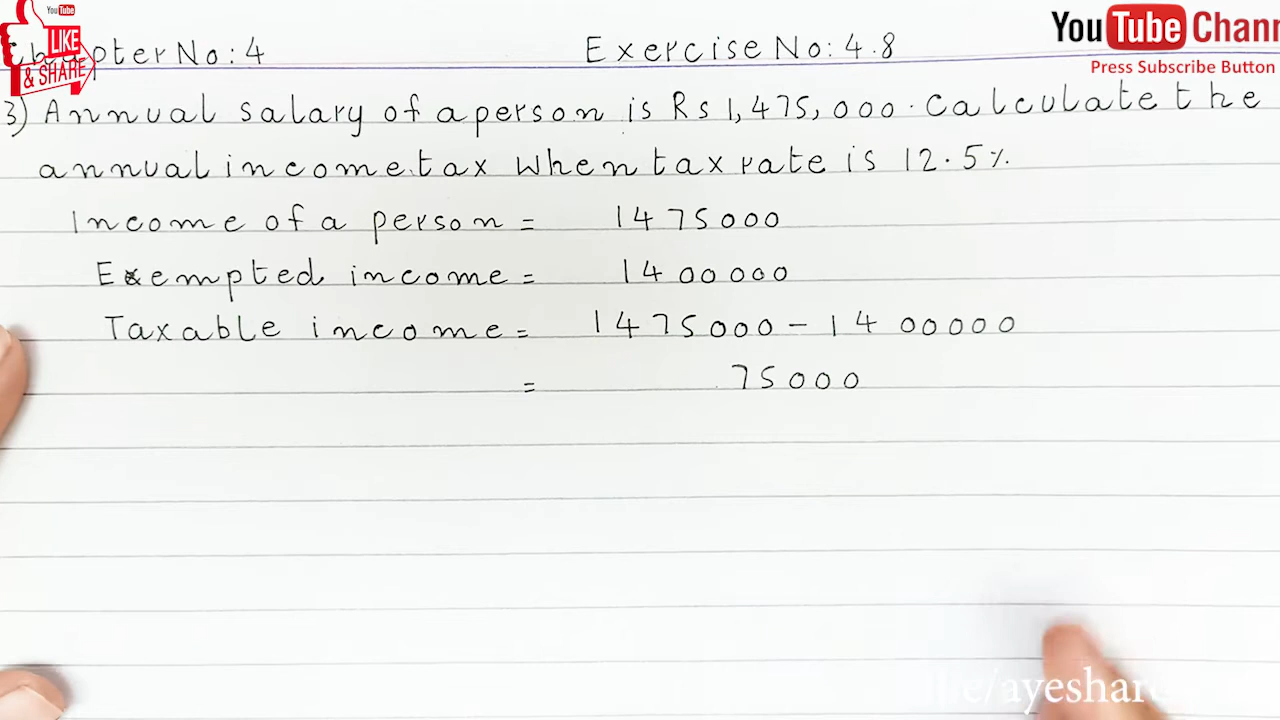 YouTube
LIKE
& SHARE
Chapter No: 4
Exercise No: 4.8
YouTube Chann
Press Subscribe Button
3) Annual salary of a person is Rs 1,475,000. Calculate the
annual income tax when tax rate is 12.5%.
Income of a person = 1475000
Exempted income = 1400000
Taxable income = 1475000 - 1400000
= 75000